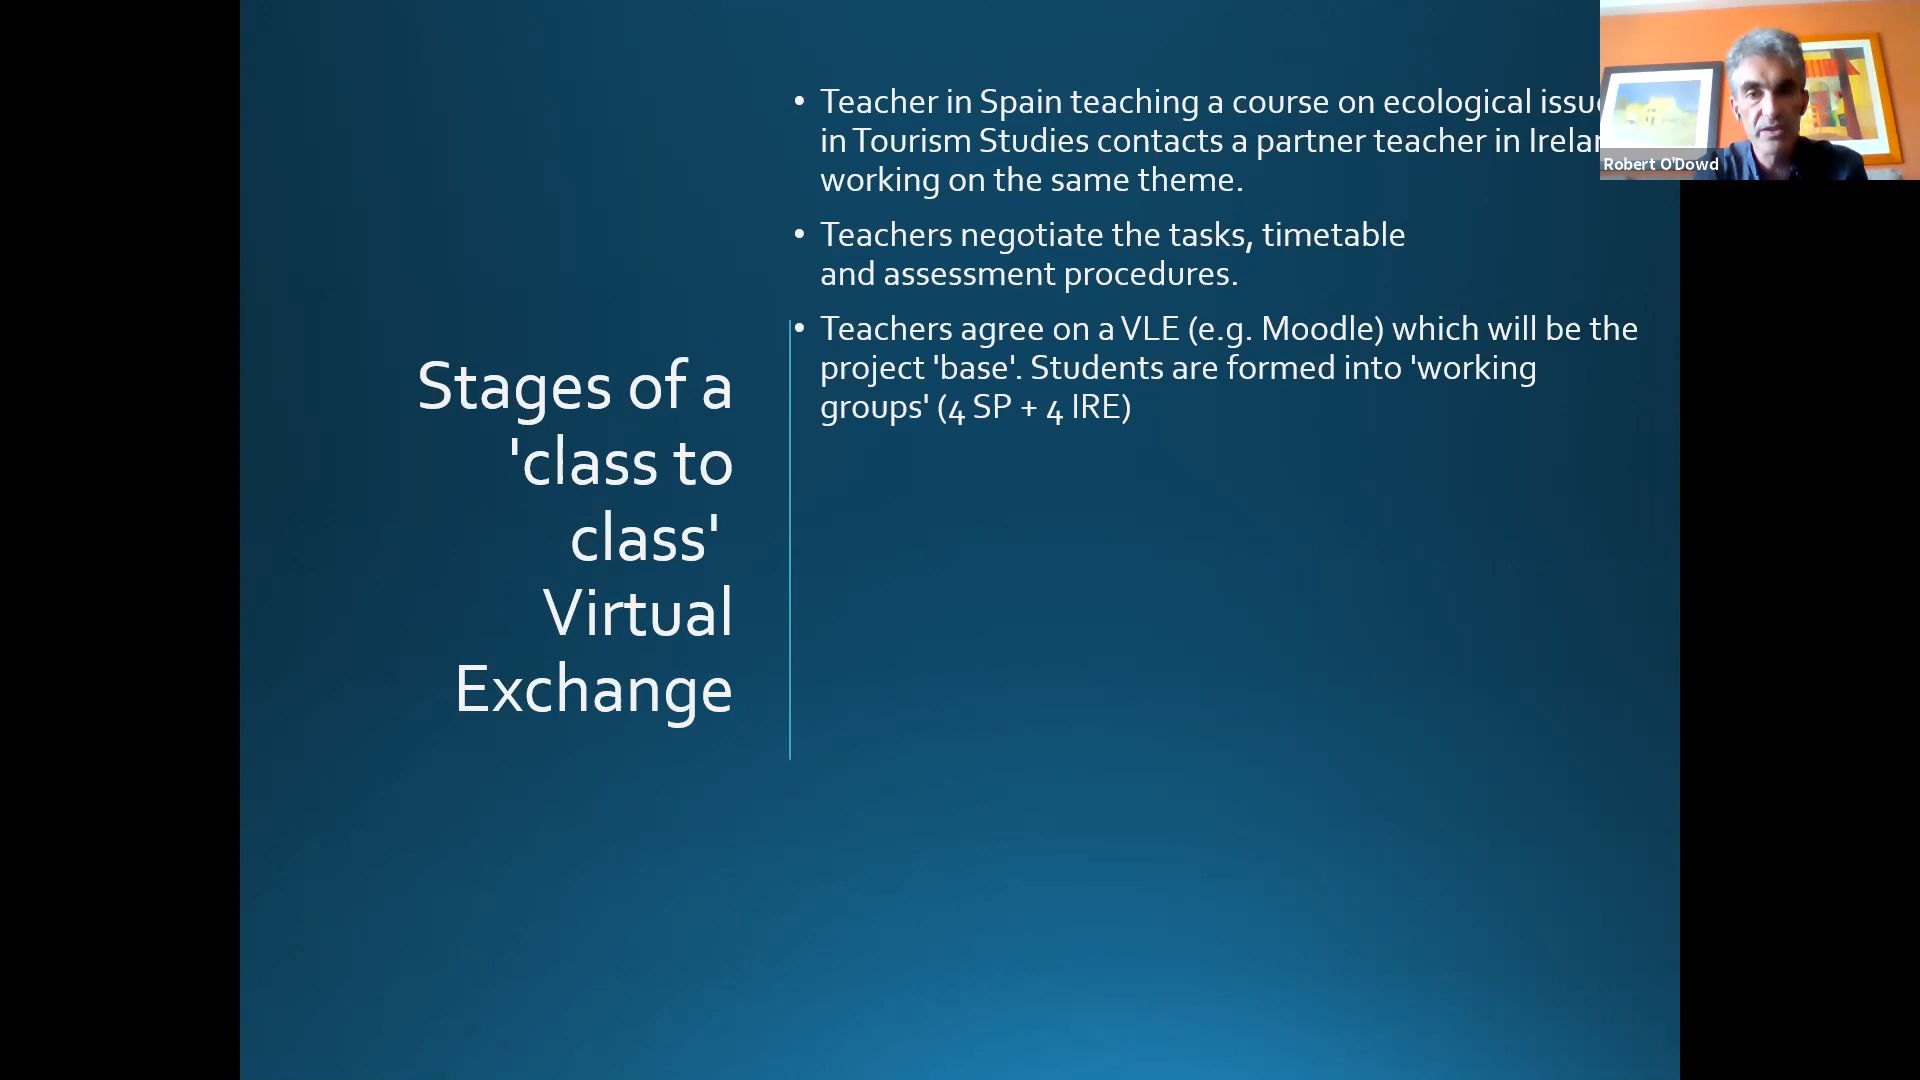 Stages of a
'class to
class'
Virtual
Exchange
• Teacher in Spain teaching a course on ecological
in Tourism Studies contacts a partner teacher in
working on the same theme.
• Teachers negotiate the tasks, timetable
and assessment procedures.
• Teachers agree on a VLE (e.g. Moodle) which will be the
project 'base'. Students are formed into 'working
groups' (4 SP + 4 IRE)
Robert O'Dowd